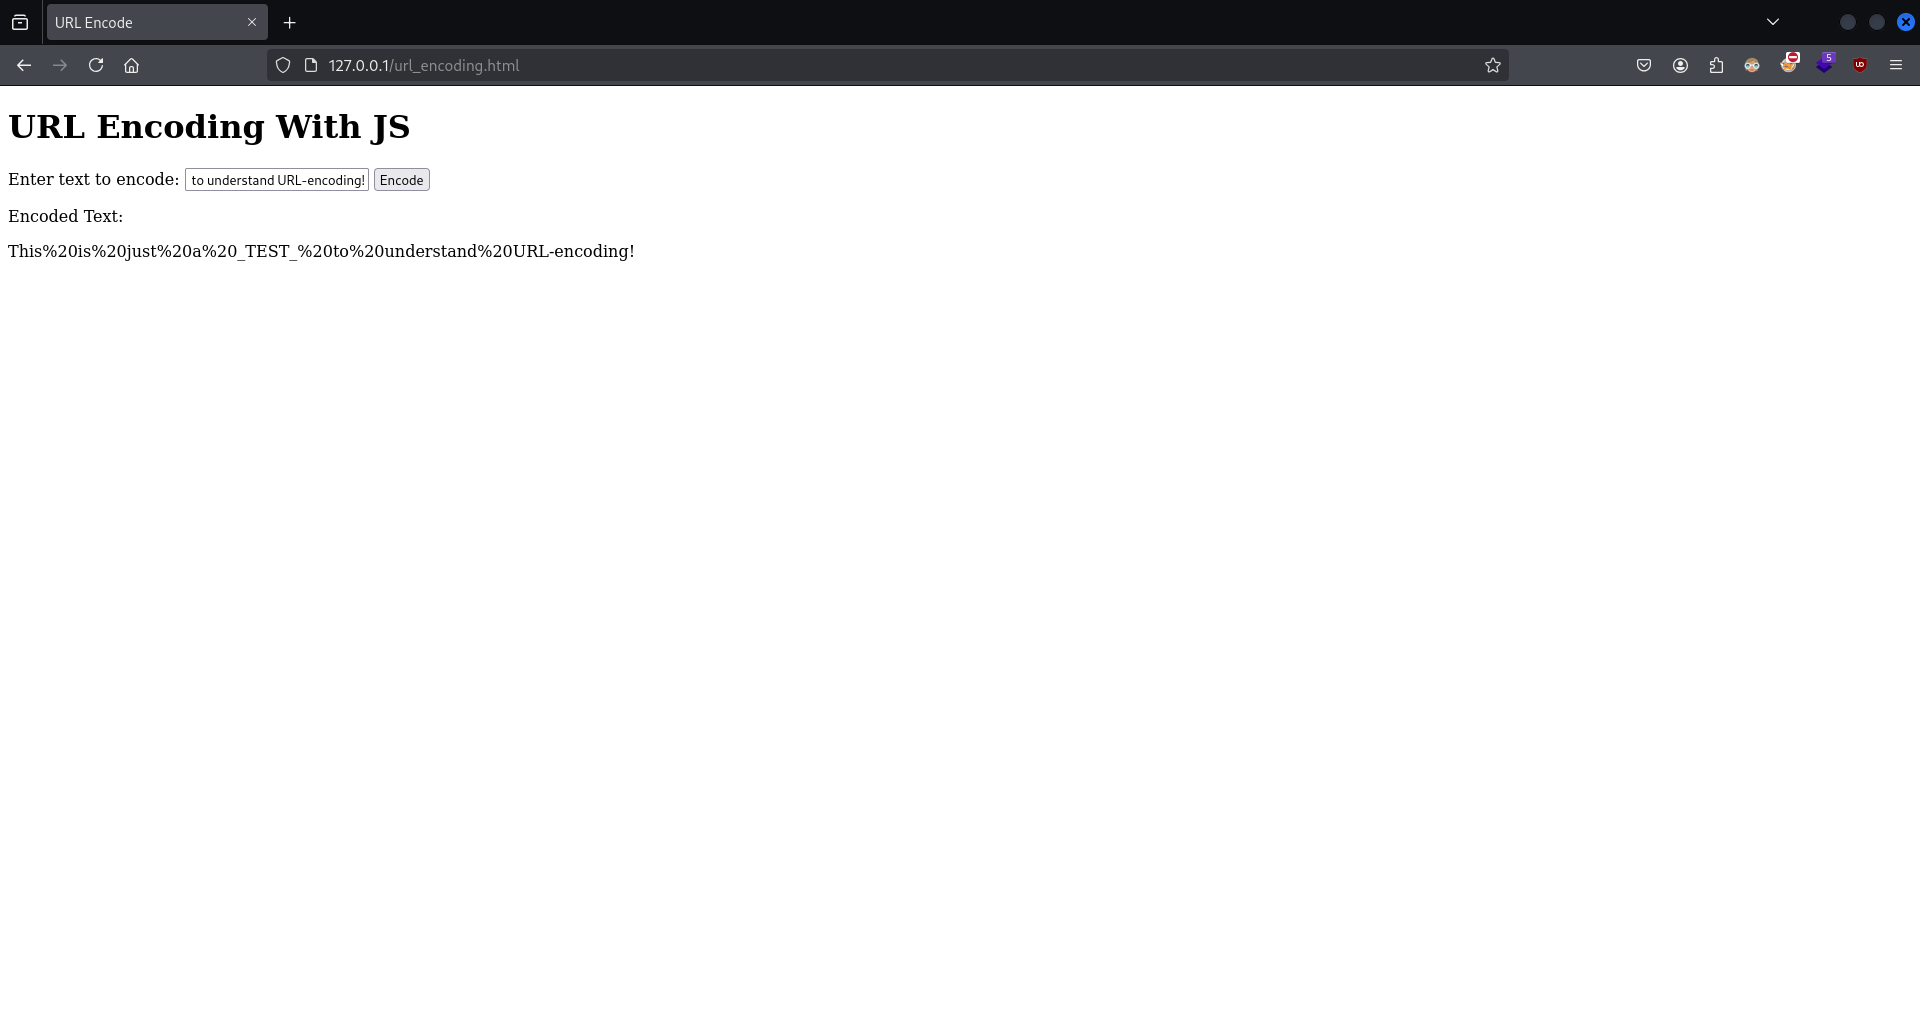 URL Encode
127.0.0.1/url_encoding.html
5
UD
URL Encoding With JS
Enter text to encode: to understand URL-encoding! Encode
Encoded Text:
This%20is%20just%20a%20_TEST_%20to%20understand%20URL-encoding!